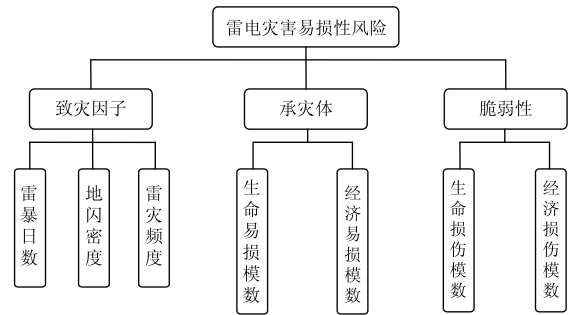 雷电灾害易损性风险
致灾因子
承灾体
脆弱性
雷暴日数
地闪密度
雷灾频度
生命易损模数
经济易损模数
生命损伤模数
经济损伤模数